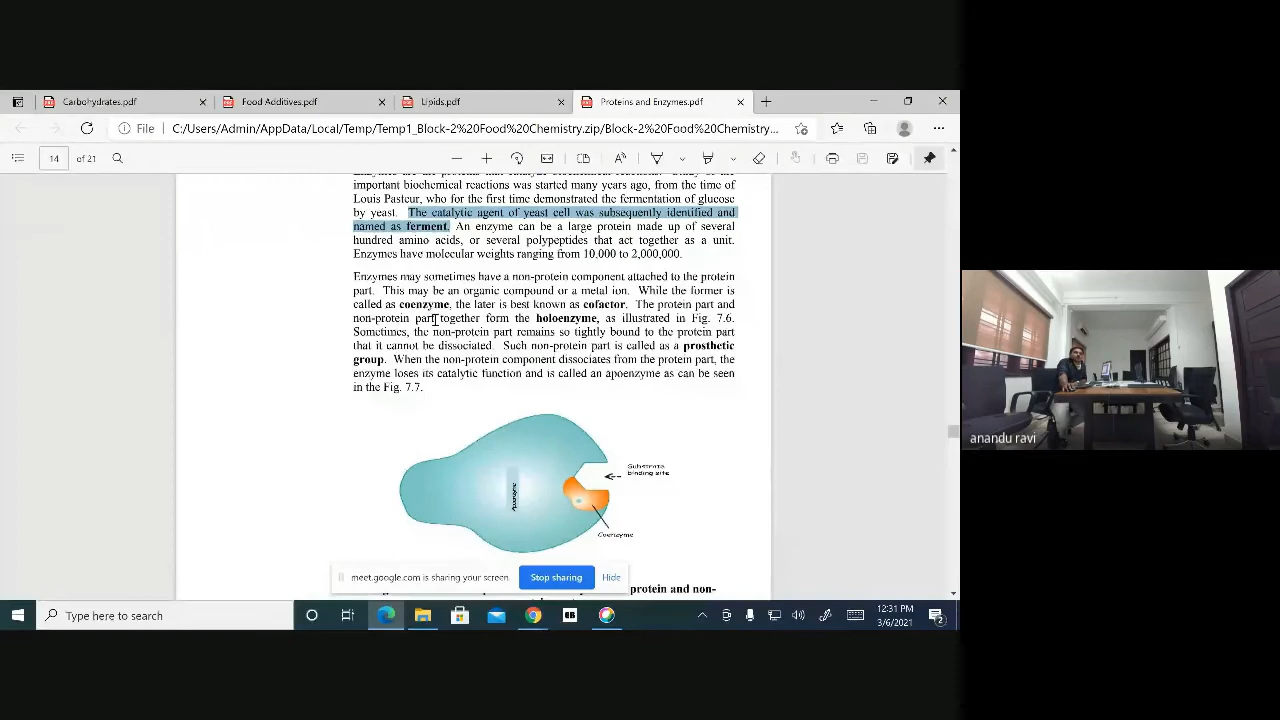 Carbohydrates.pdf
Food Additives.pdf
Lipids.pdf
Proteins and Enzymes.pdf
File C:/Users/Admin/AppData/Local/Temp/Temp1_Block-2%20Food%20Chemistry.zip/Block-2%20Food%20Chemistry...
14 of 21
important biochemical reactions was started many years ago, from the time of
Louis Pasteur, who for the first time demonstrated the fermentation of glucose
by yeast. The catalytic agent of yeast cell was subsequently identified and
named as ferment. An enzyme can be a large protein made up of several
hundred amino acids, or several polypeptides that act together as a unit.
Enzymes have molecular weights ranging from 10,000 to 2,000,000.
Enzymes may sometimes have a non-protein component attached to the protein
part. This may be an organic compound or a metal ion. While the former is
called as coenzyme, the later is best known as cofactor. The protein part and
non-protein part together form the holoenzyme, as illustrated in Fig. 7.6.
Sometimes, the non-protein part remains so tightly bound to the protein part
that it cannot be dissociated. Such non-protein part is called as a prosthetic
group. When the non-protein component dissociates from the protein part, the
enzyme loses its catalytic function and is called an apoenzyme as can be seen
in the Fig. 7.7.
Substrate
binding site
Apoenzyme
Coenzyme
meet.google.com is sharing your screen
Stop sharing
Hide
protein and non-
anandu ravi
Type here to search
12:31 PM
3/6/2021
2